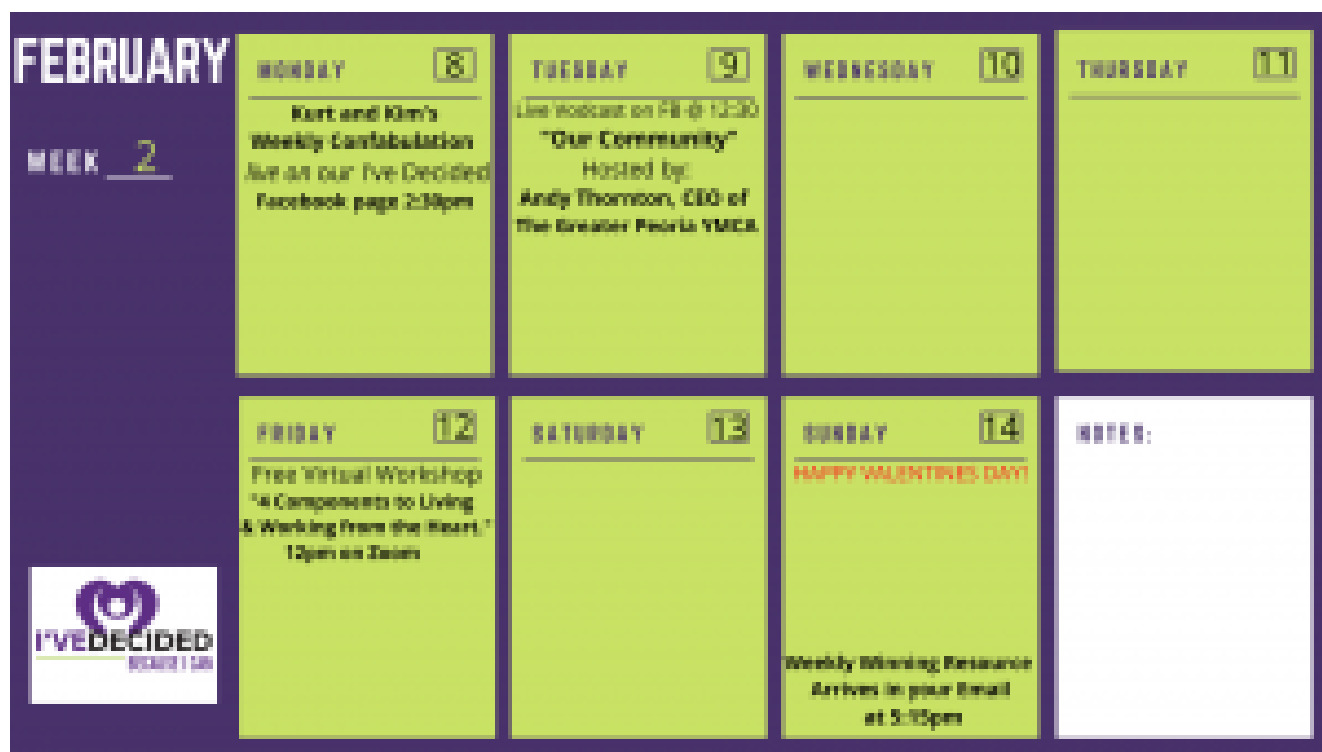 FEBRUARY
WEEK 2
MONDAY 8
Kurt and Kim's
Weekly Confabulation
live on our I've Decided
Facebook page 2:30pm
TUESDAY 9
Live Vodcast on FB @ 12:30
"Our Community"
Hosted by:
Andy Thornton, CEO of
The Greater Peoria YMCA
WEDNESDAY 10
THURSDAY 11
FRIDAY 12
Free Virtual Workshop
"4 Components to Living
& Working from the Heart."
12pm on Zoom
SATURDAY 13
SUNDAY 14
HAPPY VALENTINES DAY!
Weekly Winning Resource
Arrives in your Email
at 5:15pm
NOTES:
I'VEDECIDED
BECAUSE I CAN